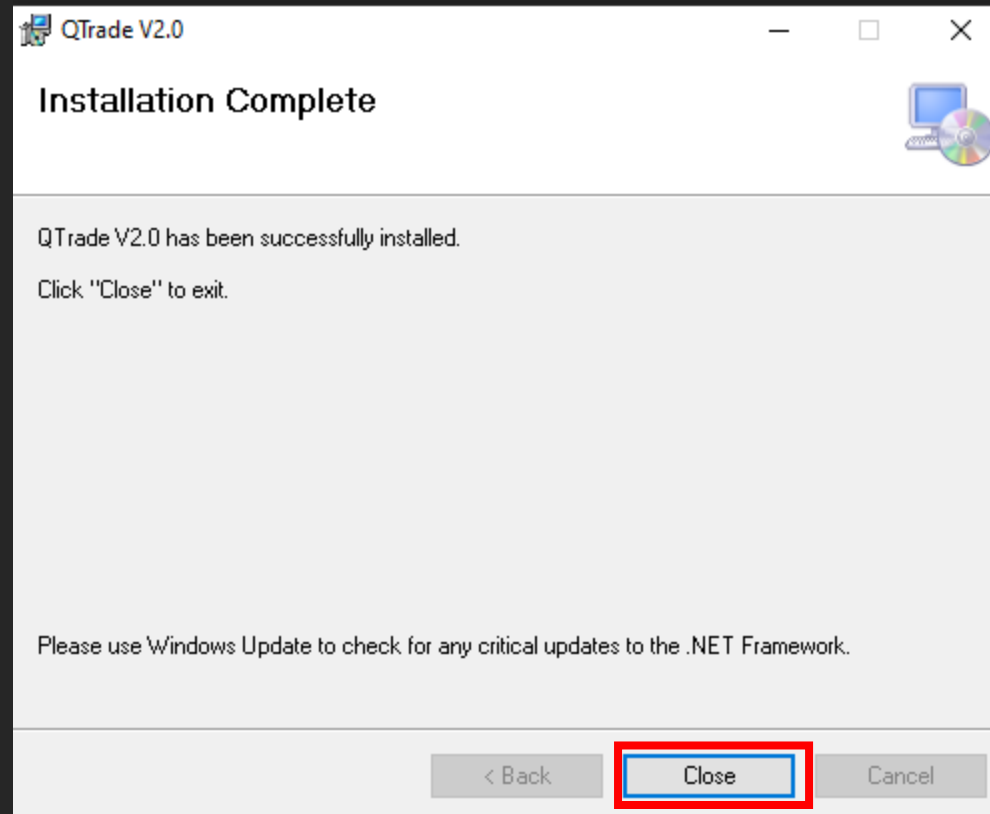 QTrade V2.0
Installation Complete
QTrade V2.0 has been successfully installed.
Click "Close" to exit.
Please use Windows Update to check for any critical updates to the .NET Framework.
< Back
Close
Cancel